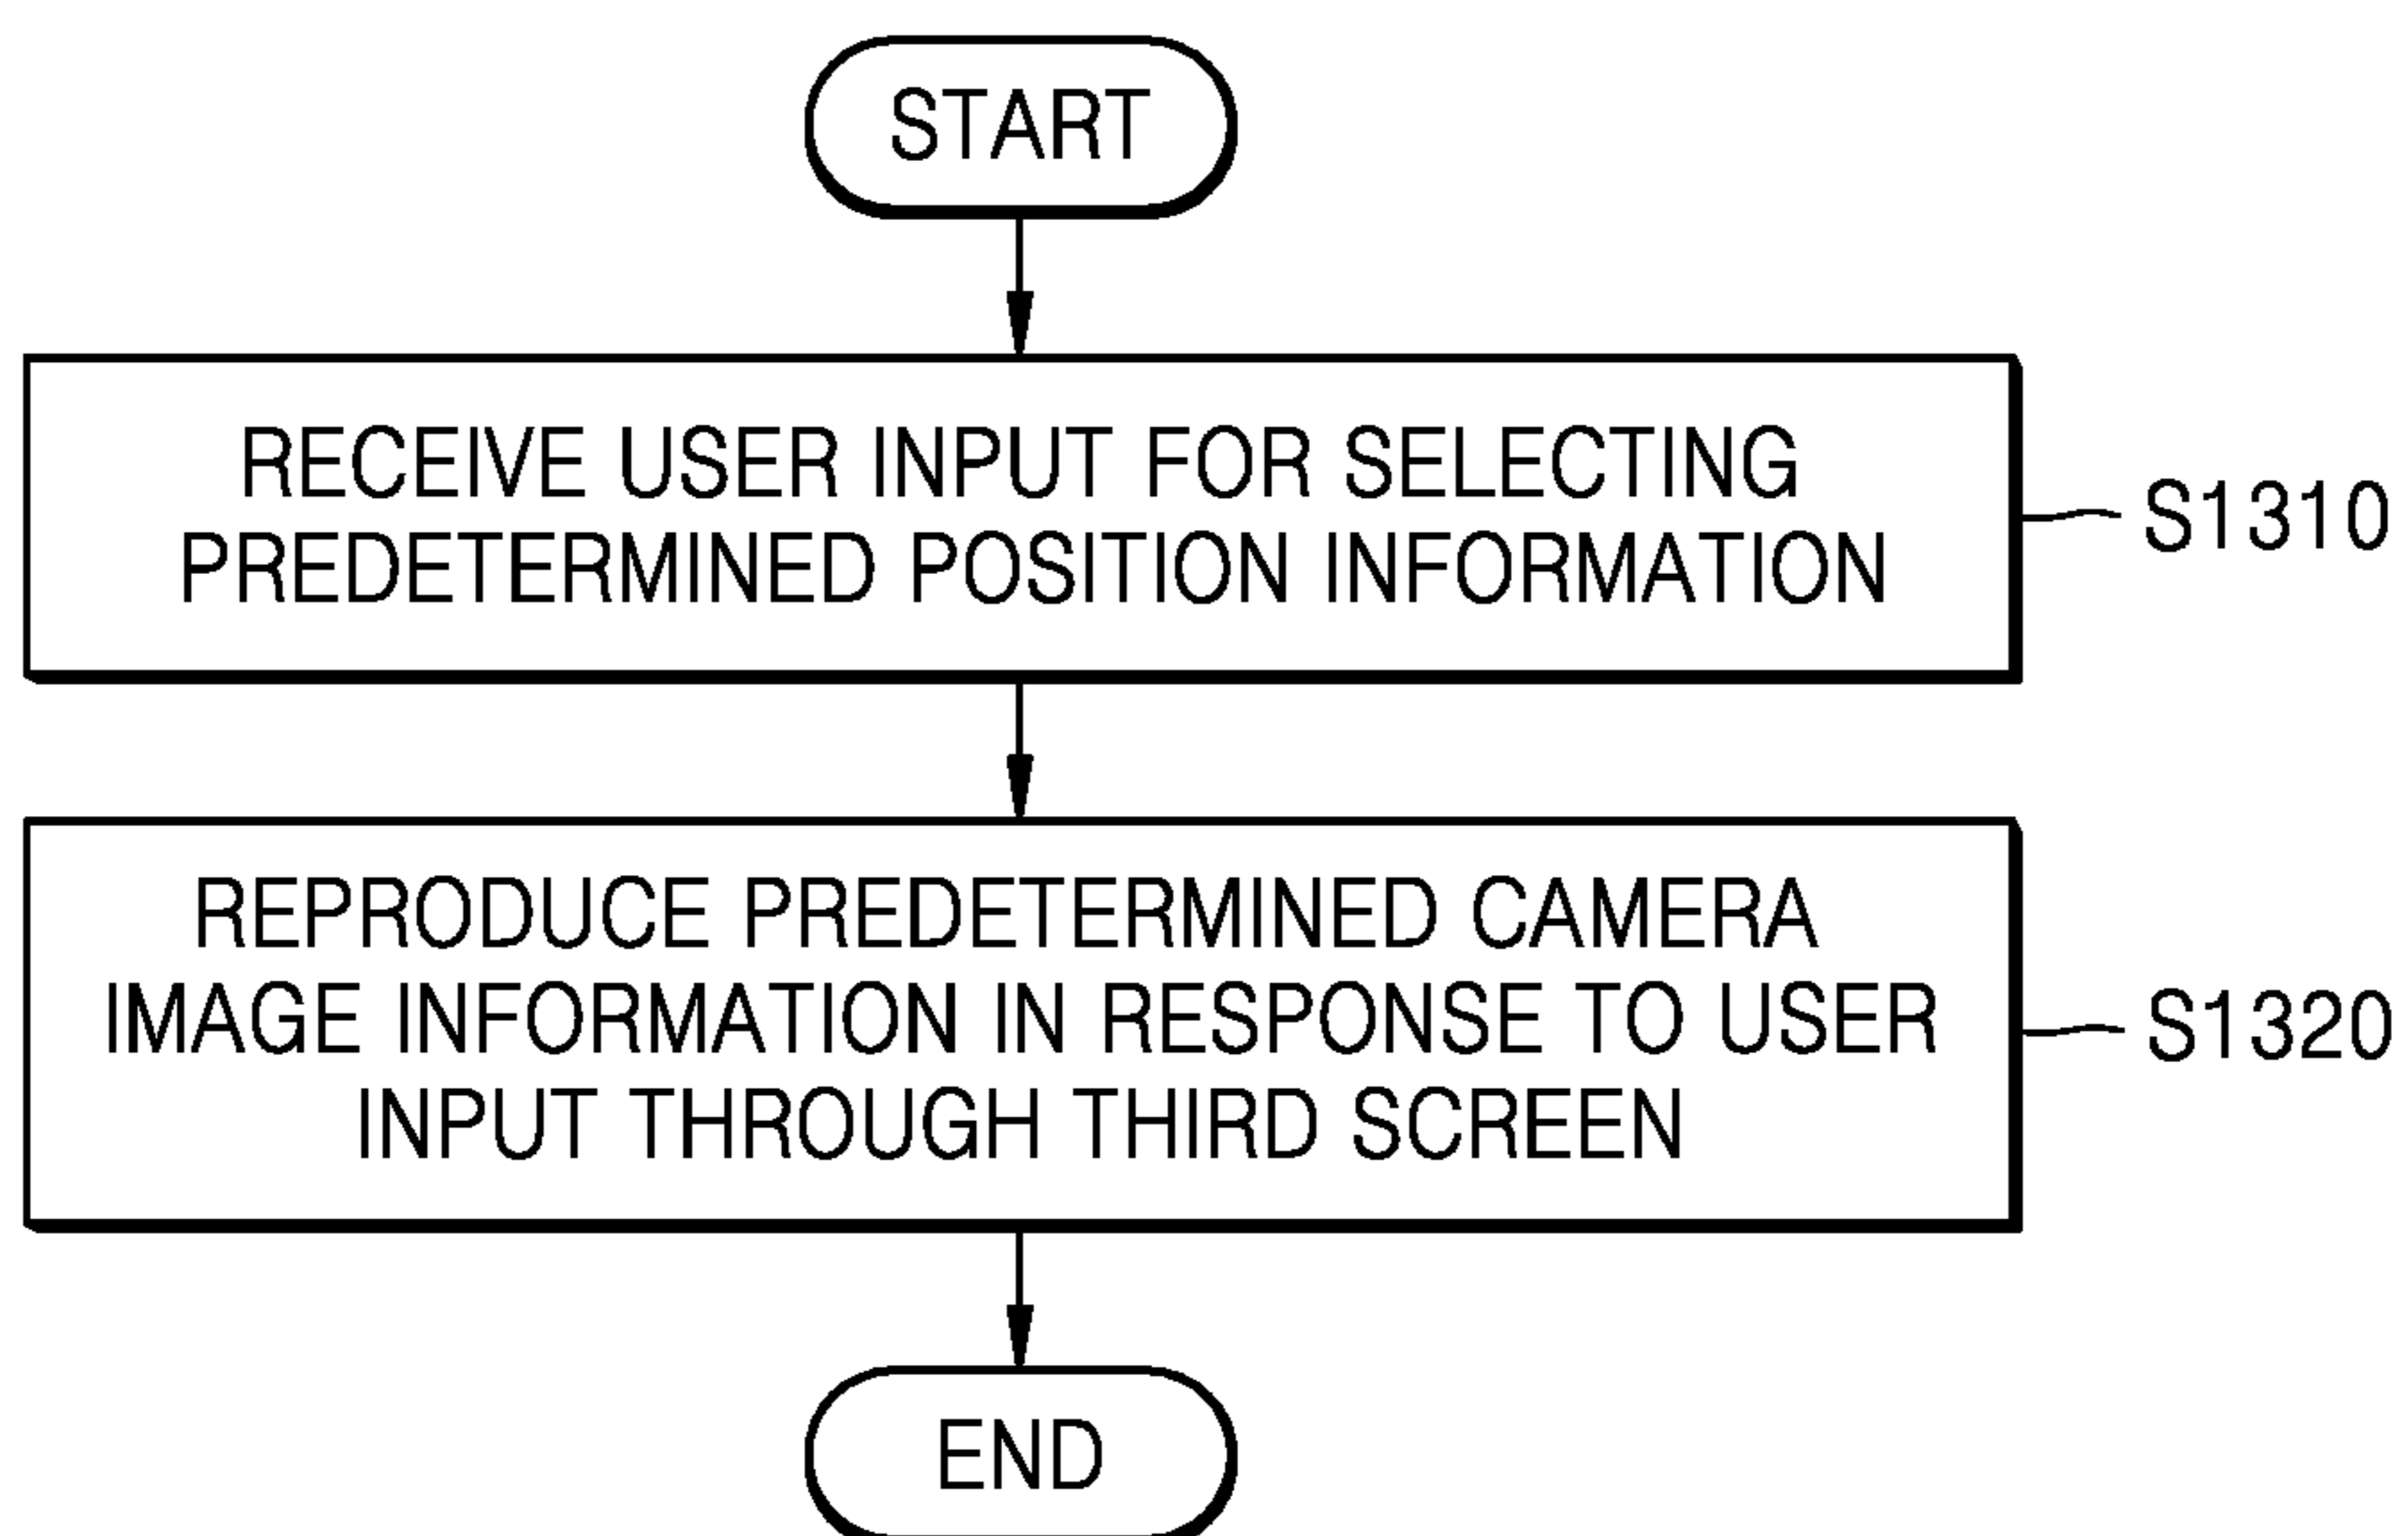 START
RECEIVE USER INPUT FOR SELECTING
PREDETERMINED POSITION INFORMATION
S1310
REPRODUCE PREDETERMINED CAMERA
IMAGE INFORMATION IN RESPONSE TO USER
INPUT THROUGH THIRD SCREEN
S1320
END